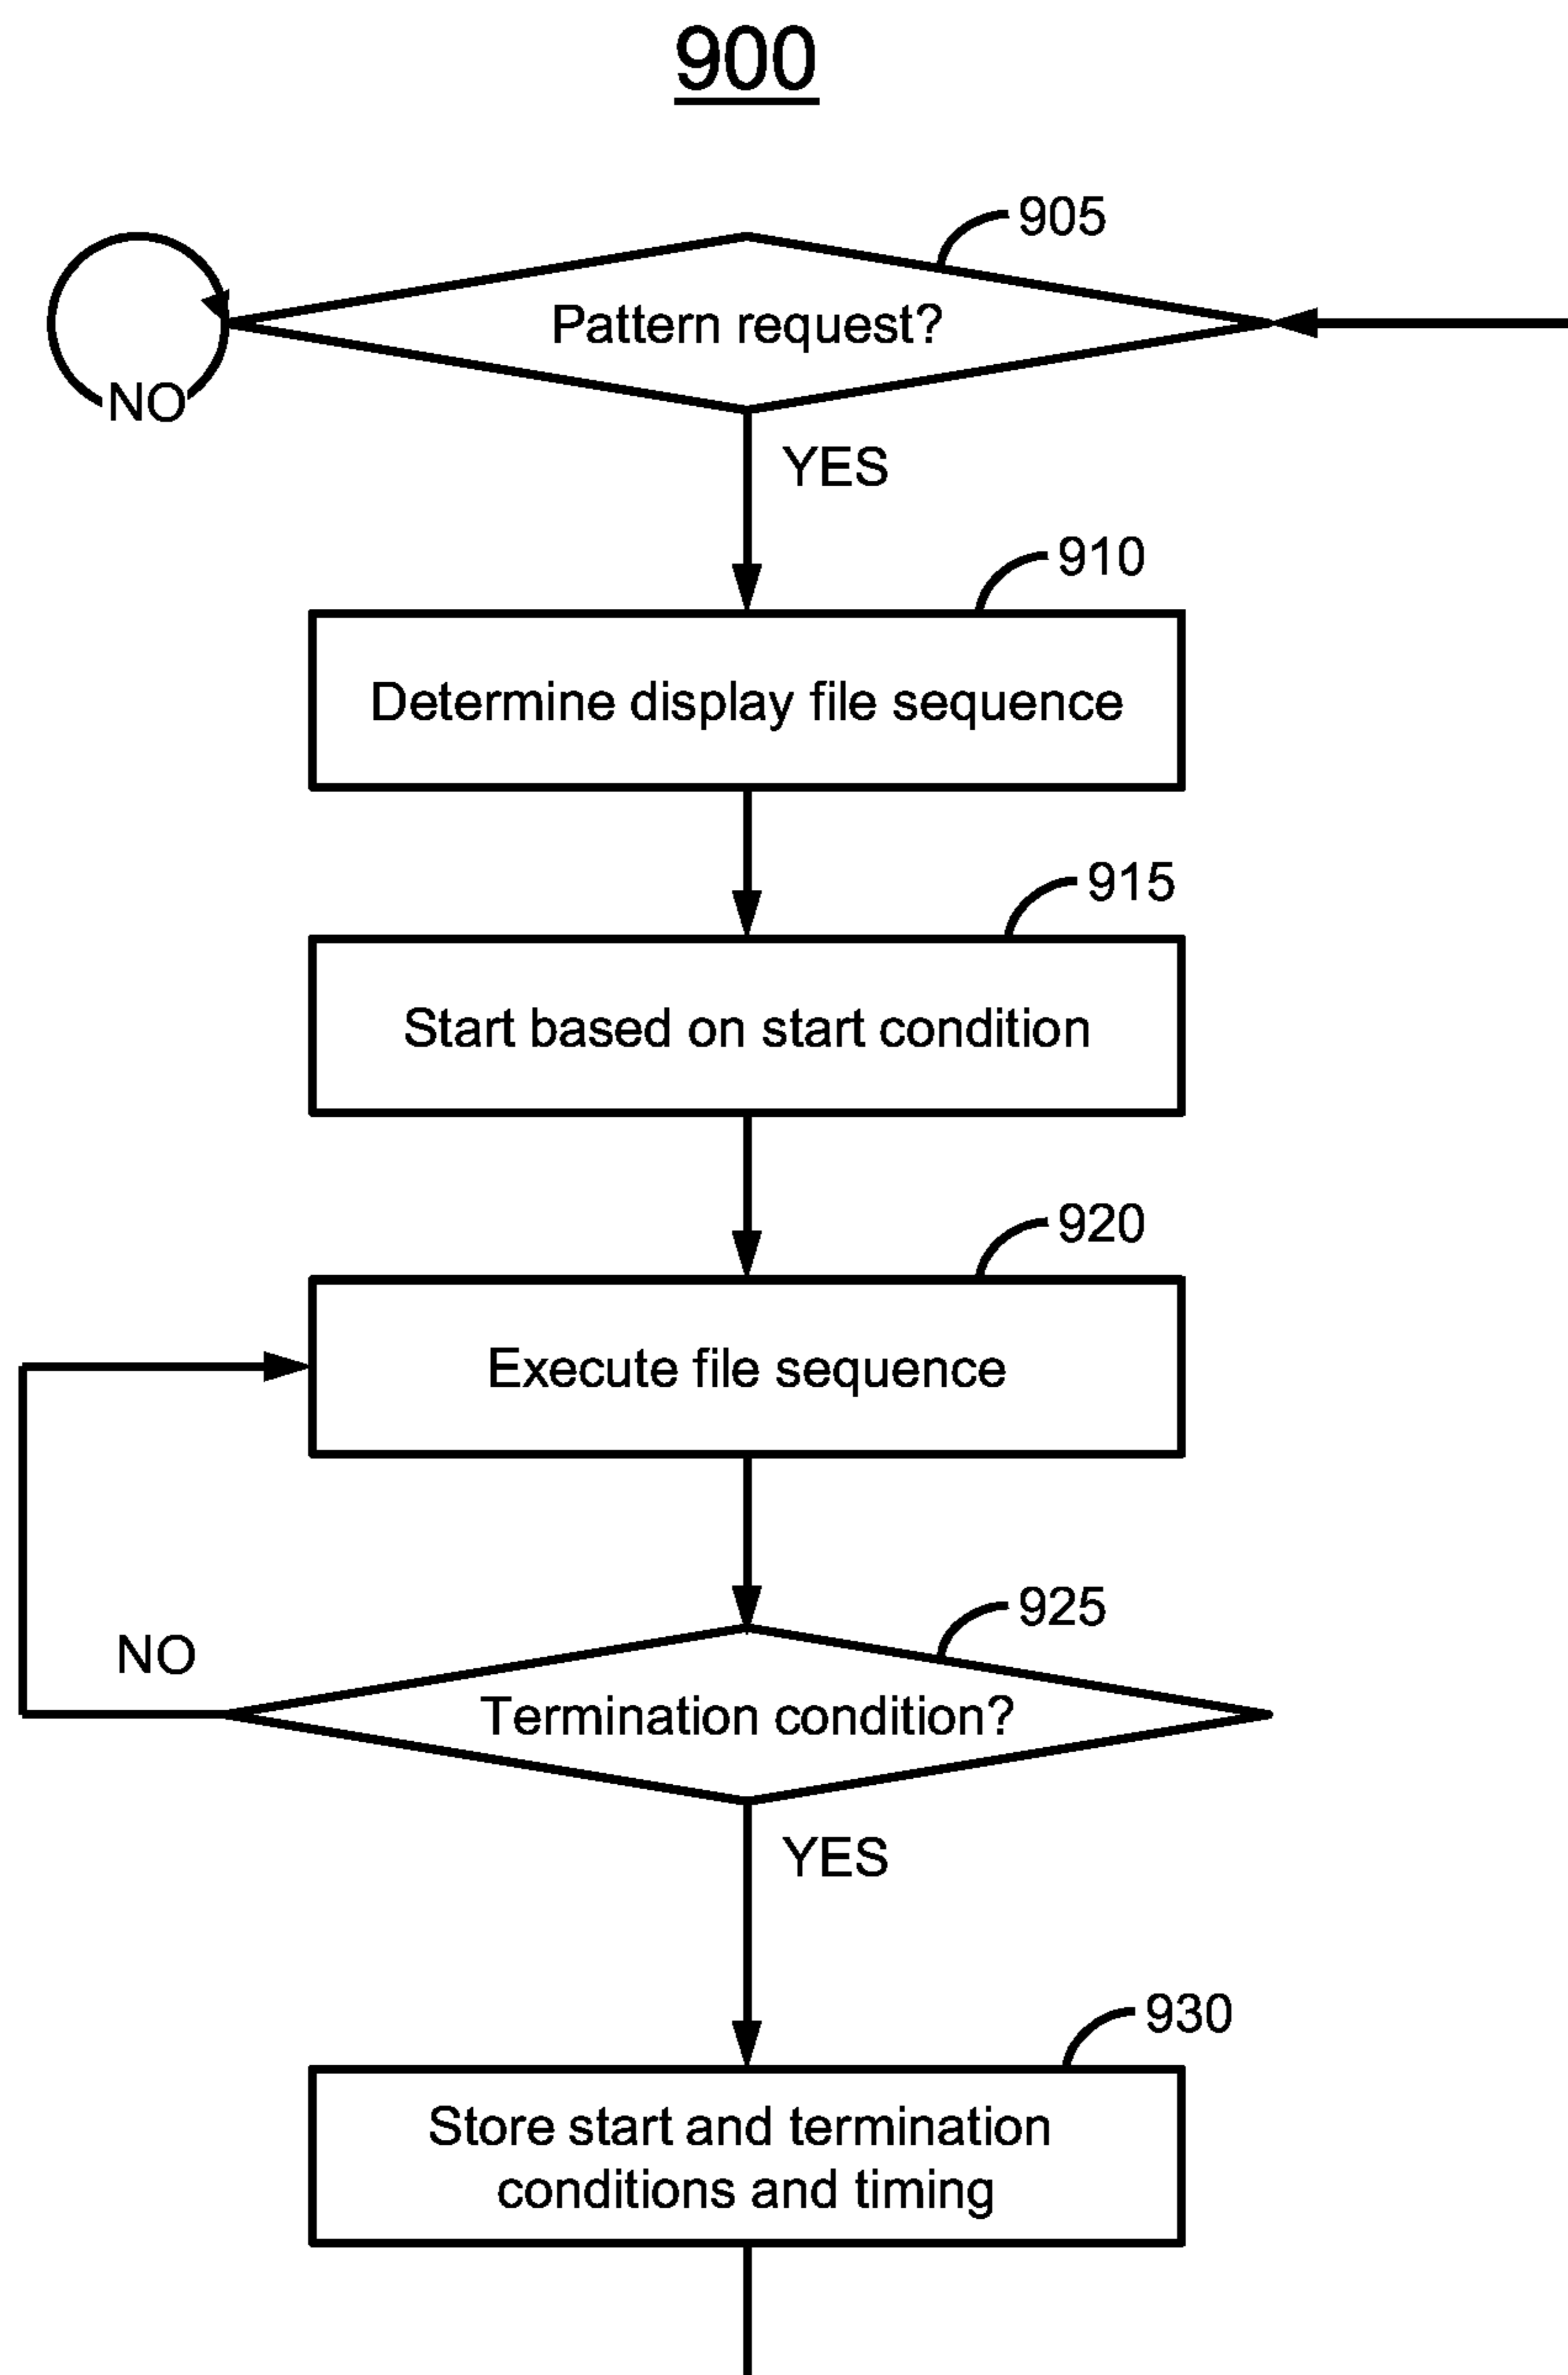 900
905
Pattern request?
NO
YES
910
Determine display file sequence
915
Start based on start condition
920
Execute file sequence
925
NO
Termination condition?
YES
930
Store start and termination
conditions and timing